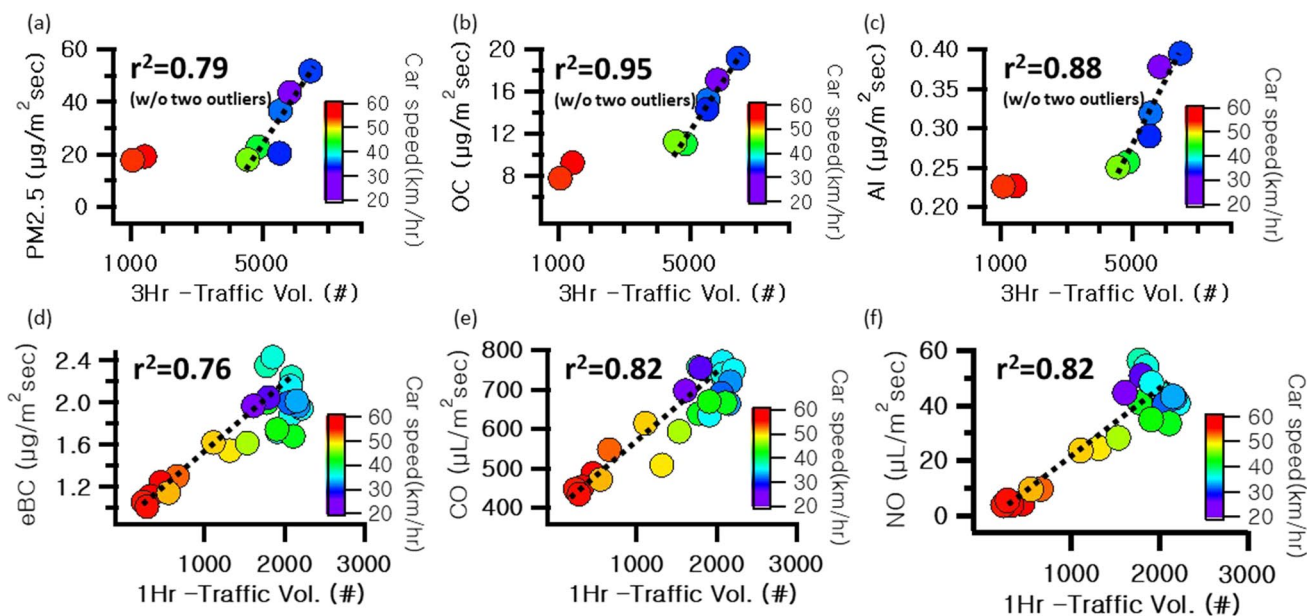 (a)
PM2.5 (µg/m²sec)
60
40
20
0
r²=0.79
(w/o two outliers)
1000
5000
3Hr –Traffic Vol. (#)
60
50
40
30
20
Car speed(km/hr)
(b)
OC (µg/m²sec)
20
16
12
8
r²=0.95
(w/o two outliers)
1000
5000
3Hr –Traffic Vol. (#)
60
50
40
30
20
Car speed(km/hr)
(c)
Al (µg/m²sec)
0.40
0.35
0.30
0.25
0.20
r²=0.88
(w/o two outliers)
1000
5000
3Hr –Traffic Vol. (#)
60
50
40
30
20
Car speed(km/hr)
(d)
eBC (µg/m²sec)
2.4
2.0
1.6
1.2
r²=0.76
1000
2000
3000
1Hr –Traffic Vol. (#)
60
50
40
30
20
Car speed(km/hr)
(e)
CO (µL/m²sec)
800
700
600
500
400
r²=0.82
1000
2000
3000
1Hr –Traffic Vol. (#)
60
50
40
30
20
Car speed(km/hr)
(f)
NO (µL/m²sec)
60
40
20
0
r²=0.82
1000
2000
3000
1Hr –Traffic Vol. (#)
60
50
40
30
20
Car speed(km/hr)